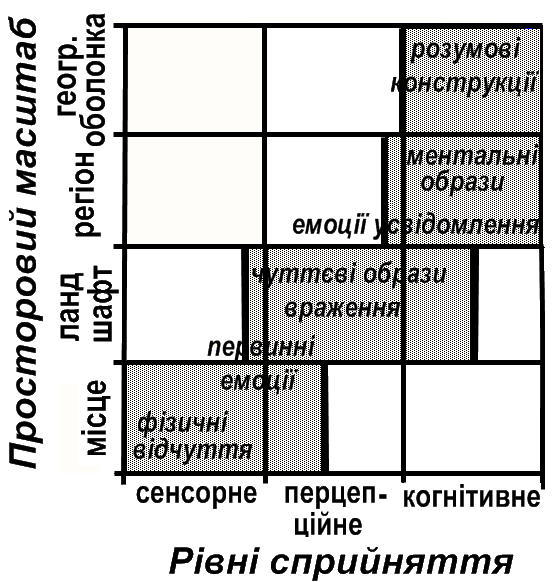 Просторовий масштаб
геогр.
оболонка
регіон
ланд
шафт
місце
розумові
конструкції
ментальні
образи
емоції усвідомлення
чуттєві образи
враження
первинні
емоції
фізичні
відчуття
сенсорне
перцеп-
ційне
когнітивне
Рівні сприйняття